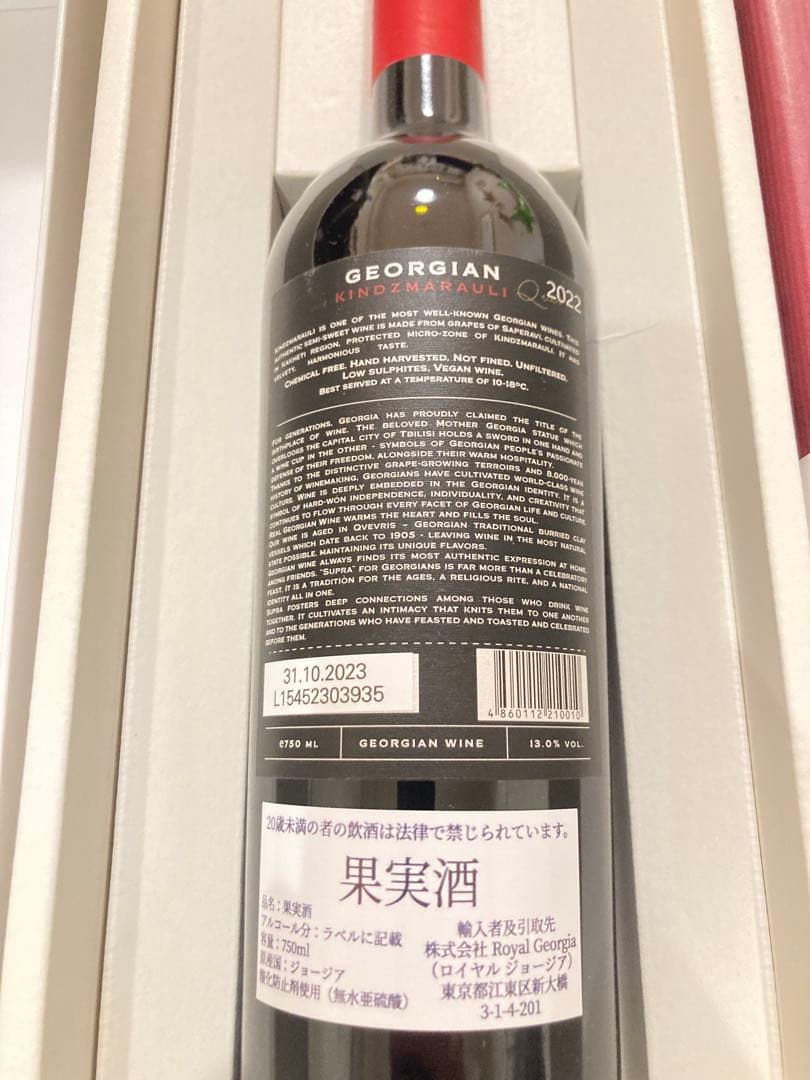 GEORGIAN
KINDZMARAULI
2022
KINDZMARAULI IS ONE OF THE MOST WELL-KNOWN GEORGIAN WINES. THIS
AUTHENTIC SEMI-SWEET WINE IS MADE FROM GRAPES OF SAPERAVI, CULTIVATED
IN KAKHETI REGION, PROTECTED MICRO-ZONE OF KINDZMARAULI. IT HAS
VELVETY, HARMONIOUS TASTE.
CHEMICAL FREE. HAND HARVESTED. NOT FINED. UNFILTERED.
LOW SULPHITES. VEGAN WINE.
BEST SERVED AT A TEMPERATURE OF 10-18ºC.
FOR GENERATIONS, GEORGIA HAS PROUDLY CLAIMED THE TITLE OF THE
BIRTHPLACE OF WINE. THE BELOVED MOTHER GEORGIA STATUE WHICH
OVERLOOKS THE CAPITAL CITY OF TBILISI HOLDS A SWORD IN ONE HAND AND
A WINE CUP IN THE OTHER - SYMBOLS OF GEORGIAN PEOPLE'S PASSIONATE
DEFENSE OF THEIR FREEDOM, ALONGSIDE THEIR WARM HOSPITALITY.
THANKS TO THE DISTINCTIVE GRAPE-GROWING TERROIRS AND 8,000-YEAR
HISTORY OF WINEMAKING, GEORGIANS HAVE CULTIVATED WORLD-CLASS WINE
CULTURE. WINE IS DEEPLY EMBEDDED IN THE GEORGIAN IDENTITY. IT IS A
SYMBOL OF HARD-WON INDEPENDENCE, INDIVIDUALITY, AND CREATIVITY THAT
CONTINUES TO FLOW THROUGH EVERY FACET OF GEORGIAN LIFE AND CULTURE.
REAL GEORGIAN WINE WARMS THE HEART AND FILLS THE SOUL.
OUR WINE IS AGED IN QVEVRIS – GEORGIAN TRADITIONAL BURRIED CLAY
VESSELS WHICH DATE BACK TO 1905 - LEAVING WINE IN THE MOST NATURAL
STATE POSSIBLE, MAINTAINING ITS UNIQUE FLAVORS.
GEORGIAN WINE ALWAYS FINDS ITS MOST AUTHENTIC EXPRESSION AT HOME,
AMONG FRIENDS. "SUPRA" FOR GEORGIANS IS FAR MORE THAN A CELEBRATORY
FEAST. IT IS A TRADITION FOR THE AGES, A RELIGIOUS RITE, AND A NATIONAL
IDENTITY ALL IN ONE.
SUPRA FOSTERS DEEP CONNECTIONS AMONG THOSE WHO DRINK WINE
TOGETHER. IT CULTIVATES AN INTIMACY THAT KNITS THEM TO ONE ANOTHER
AND TO THE GENERATIONS WHO HAVE FEASTED AND TOASTED AND CELEBRATED
BEFORE THEM.
31.10.2023
L15452303935
4 860112 210010
e750 ML
GEORGIAN WINE
13.0% VOL.
20歳未満の者の飲酒は法律で禁じられています。
果実酒
品名：果実酒
アルコール分：ラベルに記載
容量：750ml
原産国：ジョージア
酸化防止剤使用（無水亜硫酸）
輸入者及引取先
株式会社 Royal Georgia
（ロイヤル ジョージア）
東京都江東区新大橋
3-1-4-201